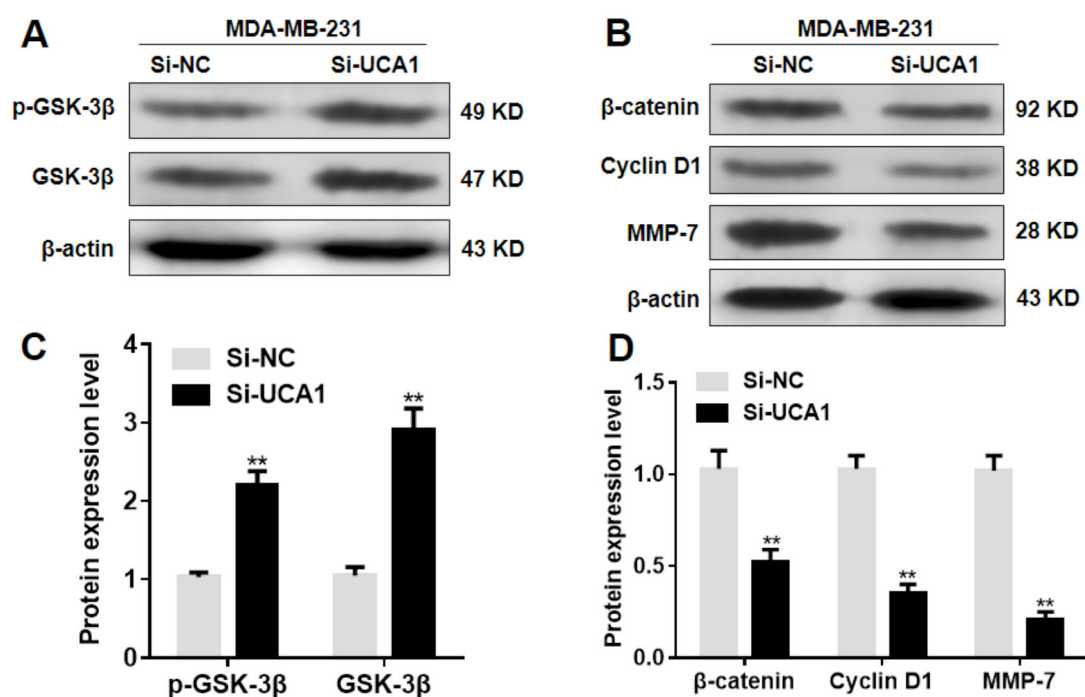 A
MDA-MB-231
Si-NC Si-UCA1
p-GSK-3β 49 KD
GSK-3β 47 KD
β-actin 43 KD
B
MDA-MB-231
Si-NC Si-UCA1
β-catenin 92 KD
Cyclin D1 38 KD
MMP-7 28 KD
β-actin 43 KD
C
Protein expression level
4
3
2
1
0
Si-NC
Si-UCA1
**
**
p-GSK-3β GSK-3β
D
Protein expression level
1.5
1.0
0.5
0.0
Si-NC
Si-UCA1
**
**
**
β-catenin Cyclin D1 MMP-7